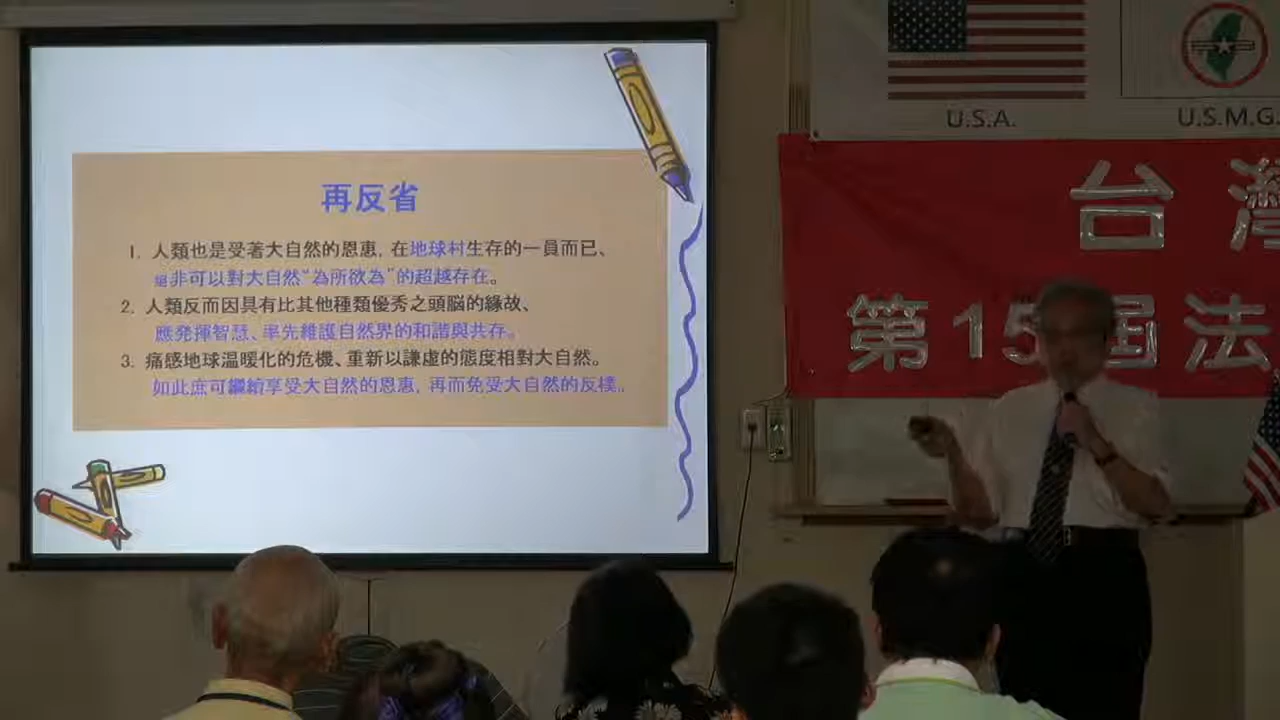 再反省
1. 人類也是受著大自然的恩惠, 在地球村生存的一員而已、
絕非可以對大自然“為所欲為”的超越存在。
2. 人類反而因具有比其他種類優秀之頭腦的緣故、
應発揮智慧、率先維護自然界的和諧與共存。
3. 痛感地球温暖化的危機、重新以謙虛的態度相對大自然。
如此庶可繼續享受大自然的恩惠, 再而免受大自然的反撲。
U.S.A.
U.S.M.G.
台灣
第15屆法